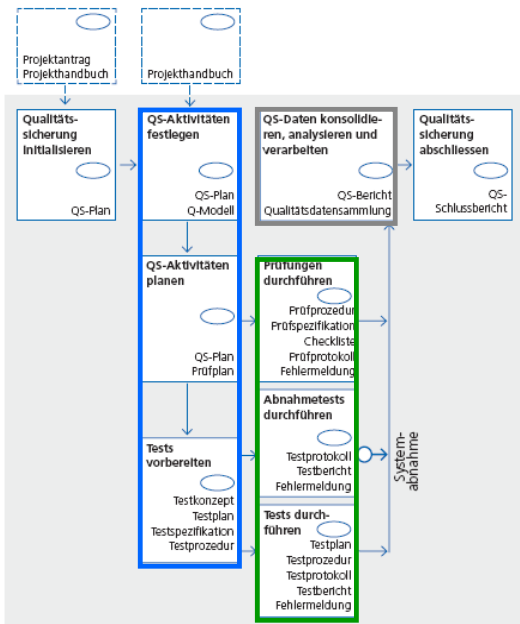 Projektantrag
Projekthandbuch
Projekthandbuch
Qualitäts-
sicherung
initialisieren
QS-Plan
QS-Aktivitäten
festlegen
QS-Plan
Q-Modell
QS-Daten konsolidie-
ren, analysieren und
verarbeiten
QS-Bericht
Qualitätsdatensammlung
Qualitäts-
sicherung
abschliessen
QS-
Schlussbericht
QS-Aktivitäten
planen
QS-Plan
Prüfplan
Prüfungen
durchführen
Prüfprozedur
Prüfspezifikation
Checkliste
Prüfprotokoll
Fehlermeldung
Abnahmetests
durchführen
Testprotokoll
Testbericht
Fehlermeldung
System-
abnahme
Tests
vorbereiten
Testkonzept
Testplan
Testspezifikation
Testprozedur
Tests durch-
führen
Testplan
Testprozedur
Testprotokoll
Testbericht
Fehlermeldung